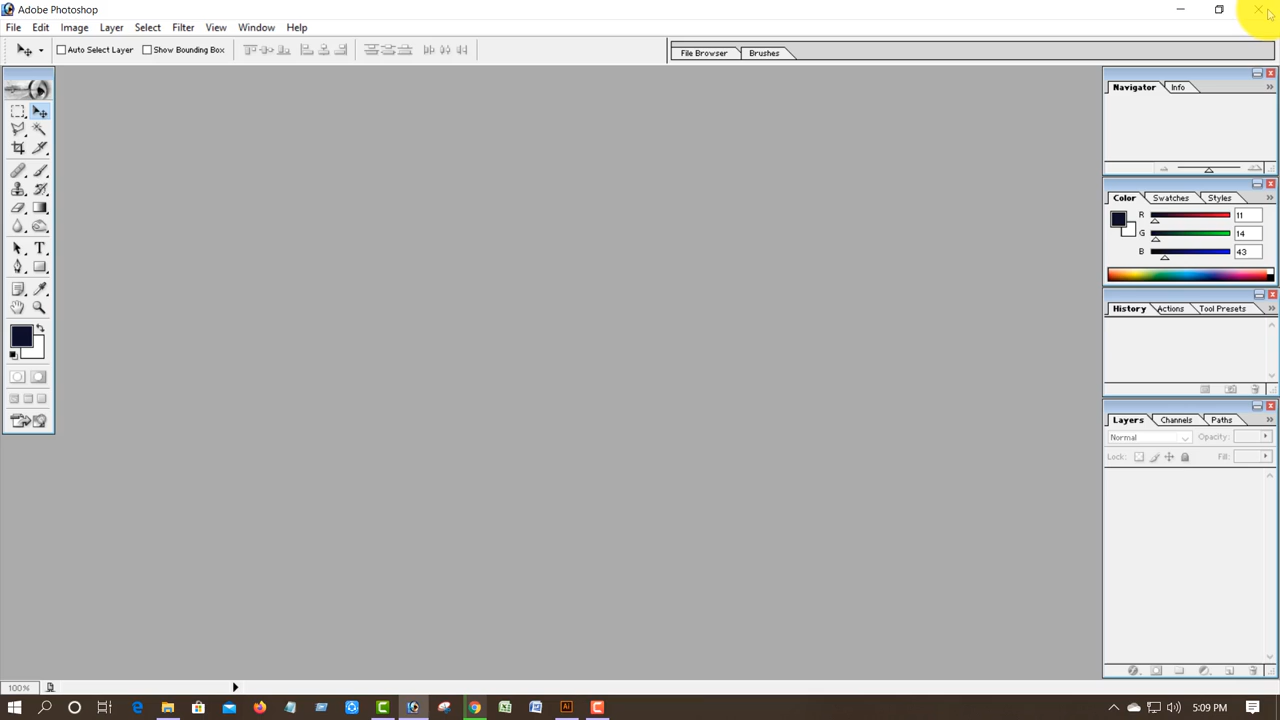 Adobe Photoshop
File Edit Image Layer Select Filter View Window Help
Auto Select Layer Show Bounding Box File Browser Brushes
Navigator Info
Color Swatches Styles
R 11
G 14
B 43
History Actions Tool Presets
Layers Channels Paths
Normal Opacity:
Lock: Fill:
100%
5:09 PM